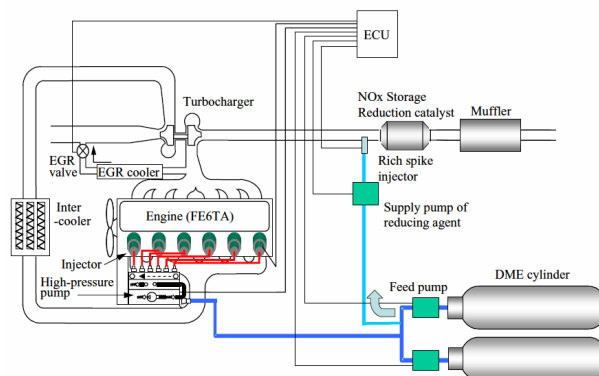 ECU
Turbocharger
NOx Storage
Reduction catalyst
Muffler
EGR
valve
EGR cooler
Rich spike
injector
Inter
-cooler
Engine (FE6TA)
Supply pump of
reducing agent
Injector
High-pressure
pump
Feed pump
DME cylinder